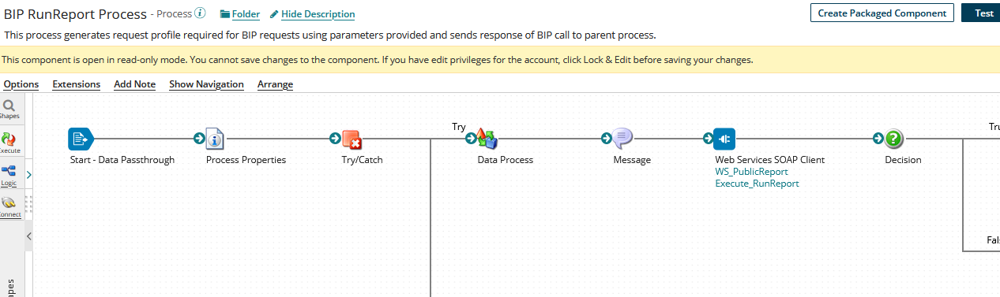 BIP RunReport Process - Process Folder Hide Description Create Packaged Component Test
This process generates request profile required for BIP requests using parameters provided and sends response of BIP call to parent process.
This component is open in read-only mode. You cannot save changes to the component. If you have edit privileges for the account, click Lock & Edit before saving your changes.
Options Extensions Add Note Show Navigation Arrange
Shapes
Execute
Logic
Connect
Try
Tru
Start - Data Passthrough
Process Properties
Try/Catch
Data Process
Message
Web Services SOAP Client
WS_PublicReport
Execute_RunReport
Decision
Fals
apes